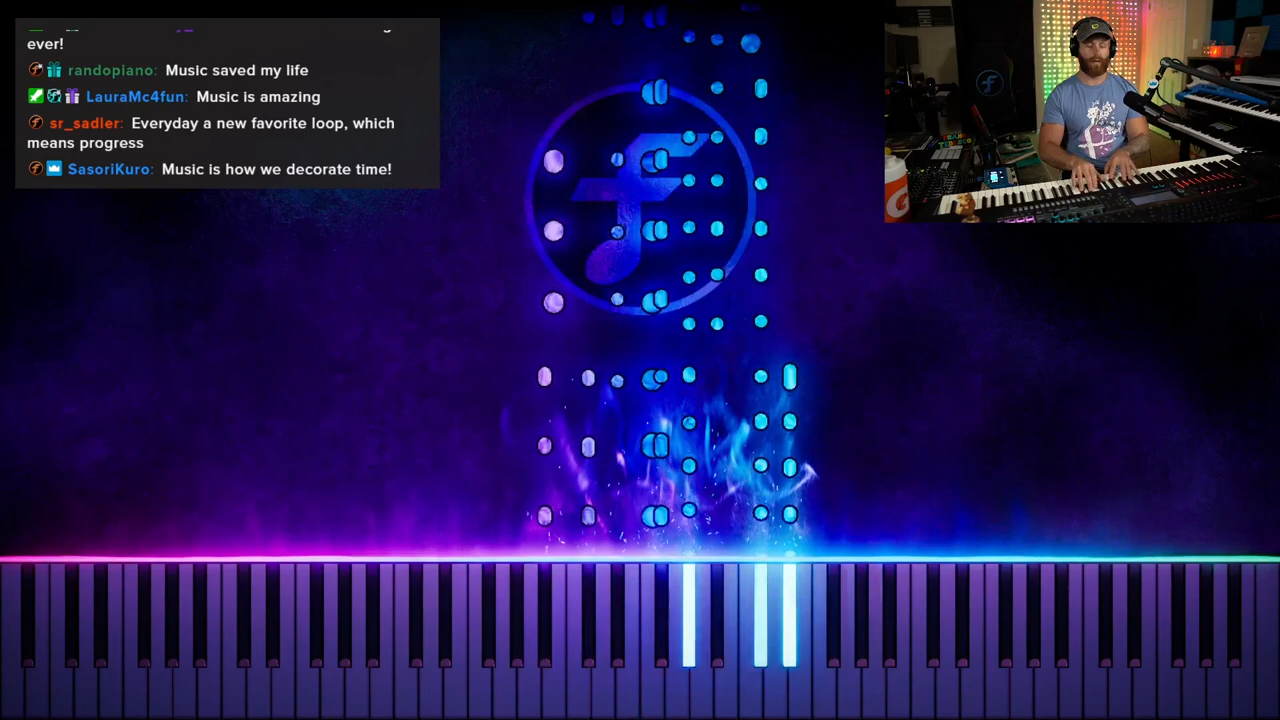 ever!
randopiano: Music saved my life
LauraMc4fun: Music is amazing
sr_sadler: Everyday a new favorite loop, which
means progress
SasoriKuro: Music is how we decorate time!